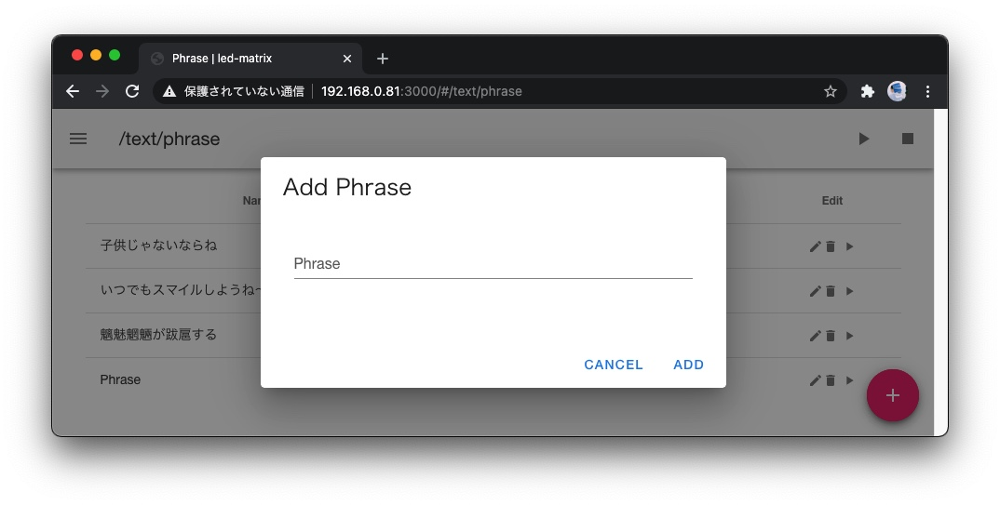 Phrase | led-matrix
保護されていない通信 192.168.0.81:3000/#/text/phrase
/text/phrase
Add Phrase
Edit
子供じゃないならね
いつでもスマイルしようね~
Phrase
魑魅魍魎が跋扈する
CANCEL ADD
Phrase